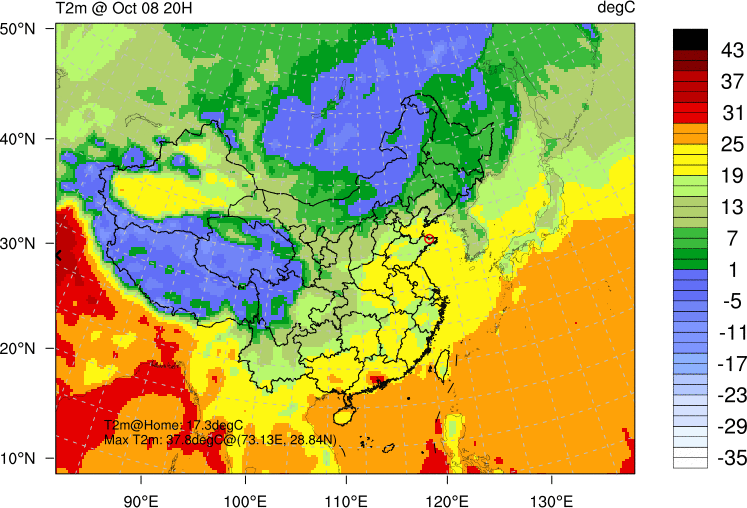 T2m @ Oct 08 20H
degC
50°N
40°N
30°N
20°N
10°N
T2m@Home: 17.3degC
Max T2m: 37.8degC@(73.13E, 28.84N)
90°E
100°E
110°E
120°E
130°E
43
37
31
25
19
13
7
1
-5
-11
-17
-23
-29
-35